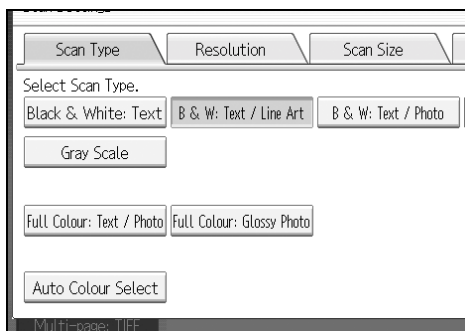 Scan Type Resolution Scan Size
Select Scan Type.
Black & White: Text B & W: Text / Line Art B & W: Text / Photo
Gray Scale
Full Colour: Text / Photo Full Colour: Glossy Photo
Auto Colour Select
Multi-page: TIFF